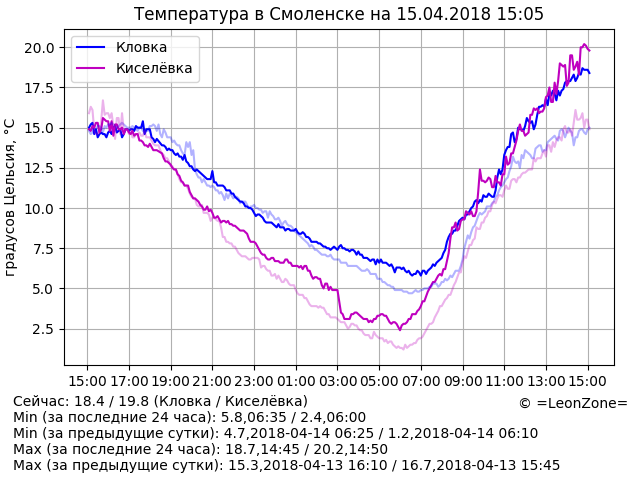 Температура в Смоленске на 15.04.2018 15:05
градусов Цельсия, °C
20.0
17.5
15.0
12.5
10.0
7.5
5.0
2.5
Кловка
Киселёвка
15:00 17:00 19:00 21:00 23:00 01:00 03:00 05:00 07:00 09:00 11:00 13:00 15:00
Сейчас: 18.4 / 19.8 (Кловка / Киселёвка)
© =LeonZone=
Min (за последние 24 часа): 5.8,06:35 / 2.4,06:00
Min (за предыдущие сутки): 4.7,2018-04-14 06:25 / 1.2,2018-04-14 06:10
Max (за последние 24 часа): 18.7,14:45 / 20.2,14:50
Max (за предыдущие сутки): 15.3,2018-04-13 16:10 / 16.7,2018-04-13 15:45